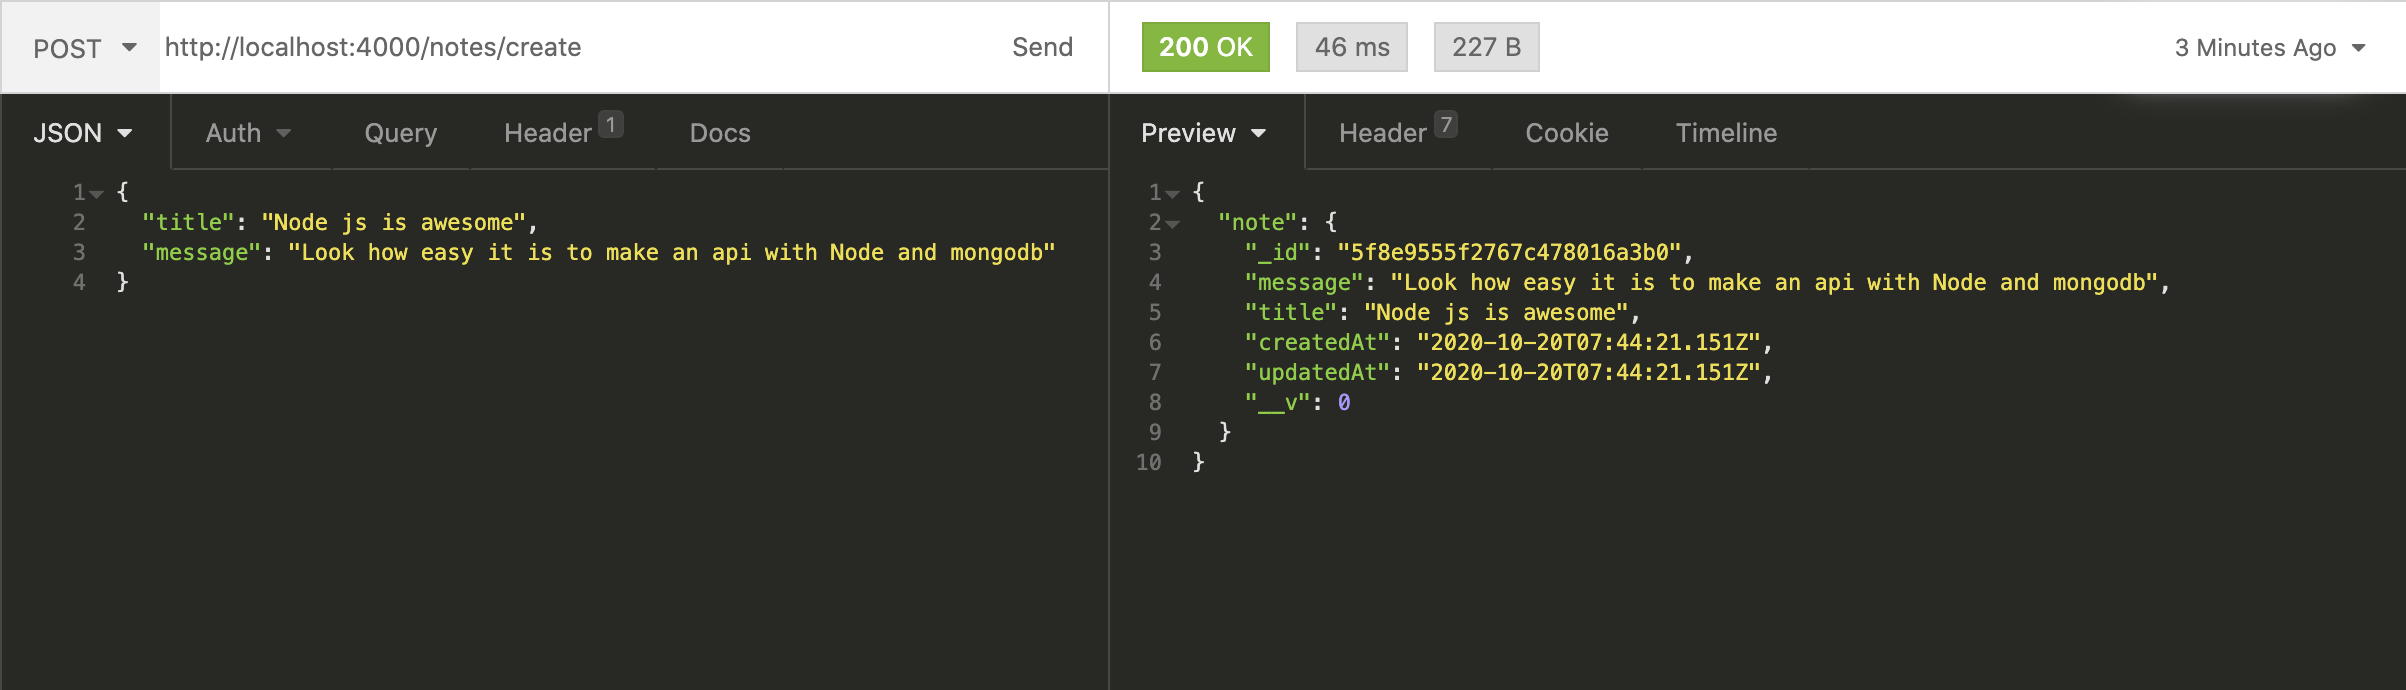 POST http://localhost:4000/notes/create Send
200 OK 46 ms 227 B 3 Minutes Ago
JSON Auth Query Header 1 Docs
1 {
2 "title": "Node js is awesome",
3 "message": "Look how easy it is to make an api with Node and mongodb"
4 }
Preview Header 7 Cookie Timeline
1 {
2 "note": {
3 "_id": "5f8e9555f2767c478016a3b0",
4 "message": "Look how easy it is to make an api with Node and mongodb",
5 "title": "Node js is awesome",
6 "createdAt": "2020-10-20T07:44:21.151Z",
7 "updatedAt": "2020-10-20T07:44:21.151Z",
8 "__v": 0
9 }
10 }